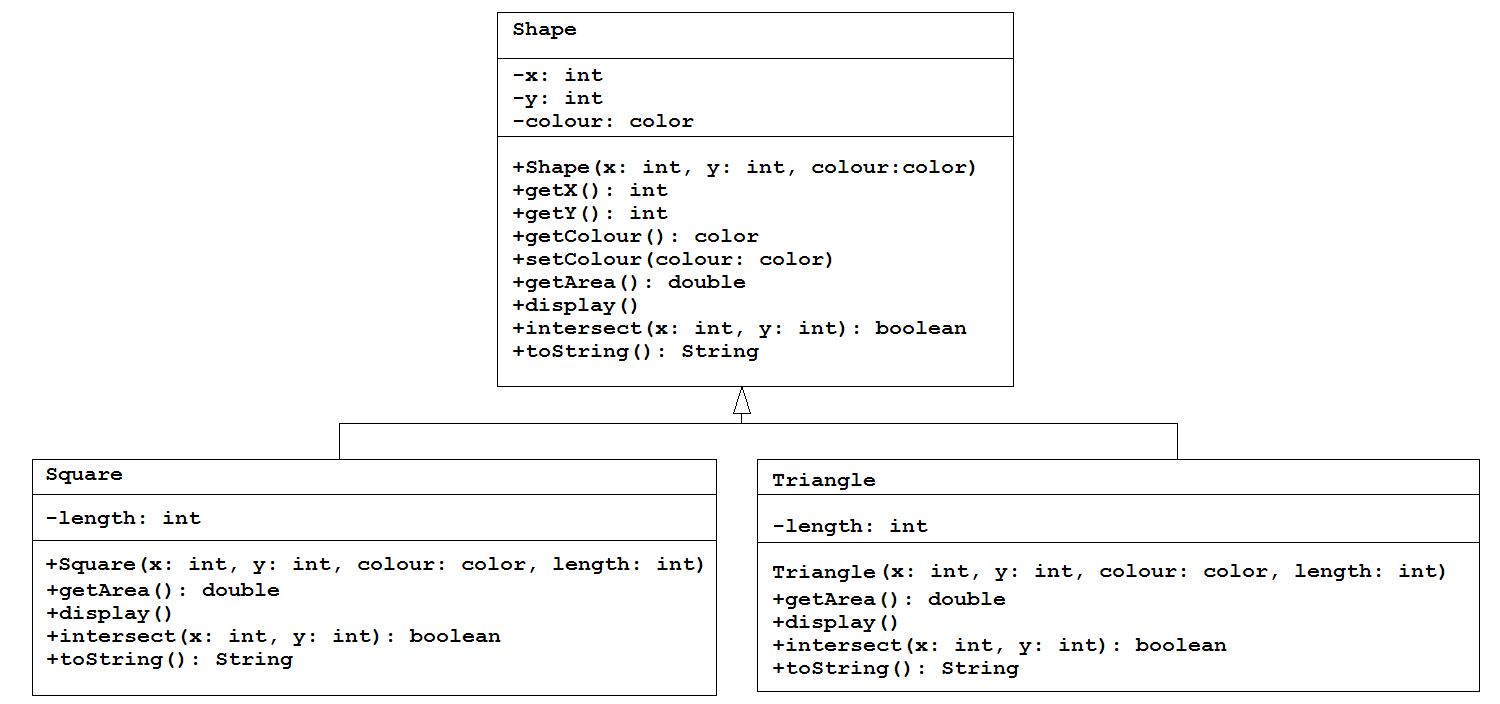 Shape
-x: int
-y: int
-colour: color
+Shape(x: int, y: int, colour:color)
+getX(): int
+getY(): int
+getColour(): color
+setColour(colour: color)
+getArea(): double
+display()
+intersect(x: int, y: int): boolean
+toString(): String
Square
-length: int
+Square(x: int, y: int, colour: color, length: int)
+getArea(): double
+display()
+intersect(x: int, y: int): boolean
+toString(): String
Triangle
-length: int
Triangle(x: int, y: int, colour: color, length: int)
+getArea(): double
+display()
+intersect(x: int, y: int): boolean
+toString(): String